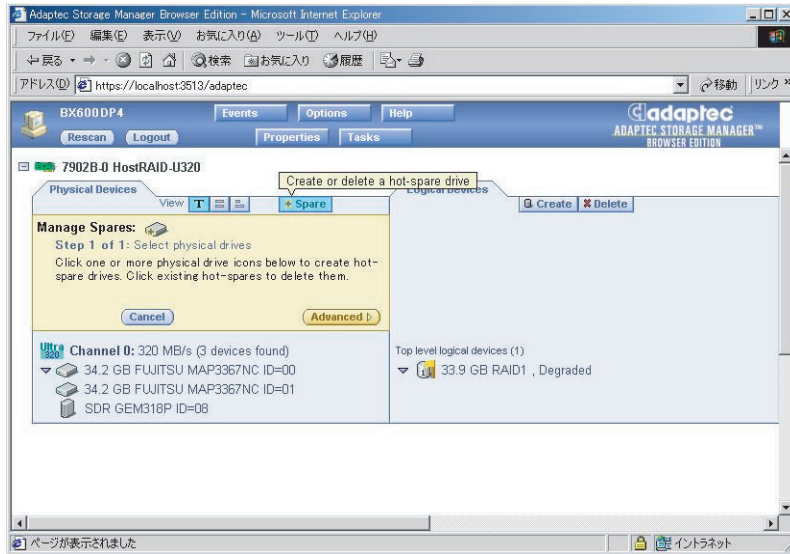 Adaptec Storage Manager Browser Edition - Microsoft Internet Explorer
ファイル(F) 編集(E) 表示(V) お気に入り(A) ツール(T) ヘルプ(H)
戻る 検索 お気に入り 履歴
アドレス(D) https://localhost:3513/adaptec 移動 リンク »
BX600DP4 Events Options Help adaptec
Rescan Logout Properties Tasks ADAPTEC STORAGE MANAGER™
BROWSER EDITION
7902B-0 HostRAID-U320
Create or delete a hot-spare drive
Physical Devices Logical Devices
View T + Spare Create Delete
Manage Spares:
Step 1 of 1: Select physical drives
Click one or more physical drive icons below to create hot-
spare drives. Click existing hot-spares to delete them.
Cancel Advanced
Ultra 320 Channel 0: 320 MB/s (3 devices found) Top level logical devices (1)
34.2 GB FUJITSU MAP3367NC ID=00 33.9 GB RAID1 , Degraded
34.2 GB FUJITSU MAP3367NC ID=01
SDR GEM318P ID=08
ページが表示されました イントラネット